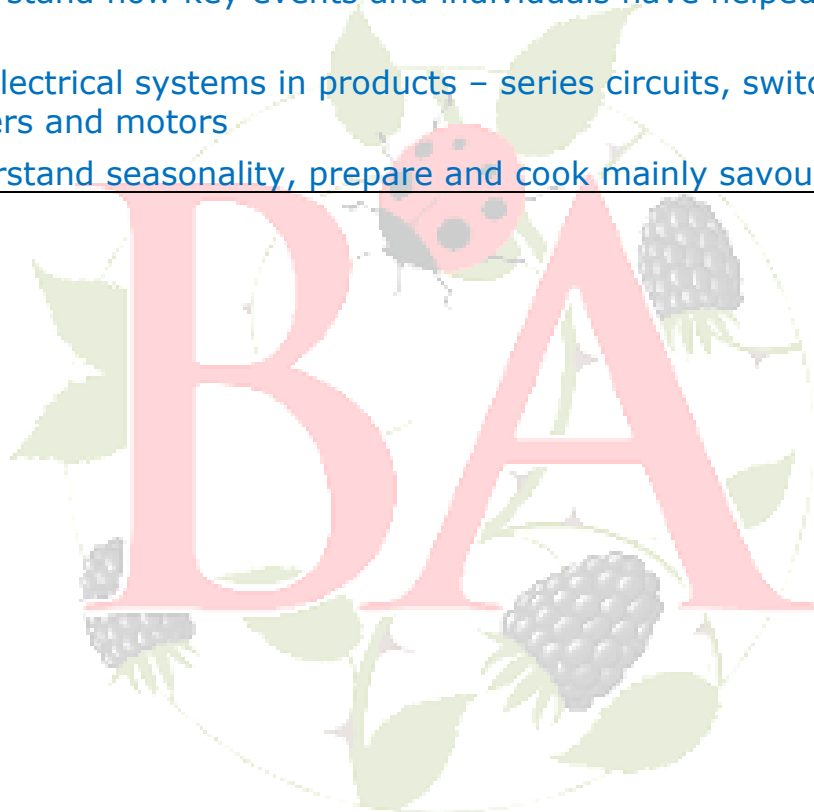 stand how key events and individuals have helped
lectrical systems in products – series circuits, switc
ers and motors
rstand seasonality, prepare and cook mainly savou
BA